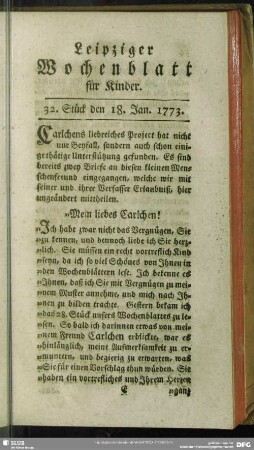 Leipziger
Wochenblatt
für Kinder.
32. Stück den 18. Jan. 1773.
Carlchens liebreiches Project hat nicht
nur Beyfall, sondern auch schon eini-
ge thätige Unterstützung gefunden. Es sind
bereits zwey Briefe an diesen kleinen Men-
schenfreund eingegangen, welche wir mit
seiner und ihrer Verfasser Erlaubniß, hier
ungeändert mittheilen.
„Mein liebes Carlchen!
„Ich habe zwar nicht das Vergnügen, Sie
„zu kennen, und dennoch liebe ich Sie herz-
„lich. Sie müssen ein recht vortreflich Kind
„seyn, da ich so viel Schönes von Ihnen in
„den Wochenblättern lese. Ich bekenne es
„Ihnen, daß ich Sie mit Vergnügen zu mei-
„nem Muster annehme, und mich nach Ih-
„nen zu bilden trachte. Gestern bekam ich
„das 28. Stück unsers Wochenblattes zu le-
„sen. So bald ich darinnen etwas von mei-
„nem Freund Carlchen erblickte, war es
„hinlänglich, meine Aufmerksamkeit zu er-
„muntern, und begierig zu erwarten, was
„Sie für einen Vorschlag thun würden. Sie
„haben ein vortrefliches und Ihrem Herzen
„ganz
SLUB
DFG